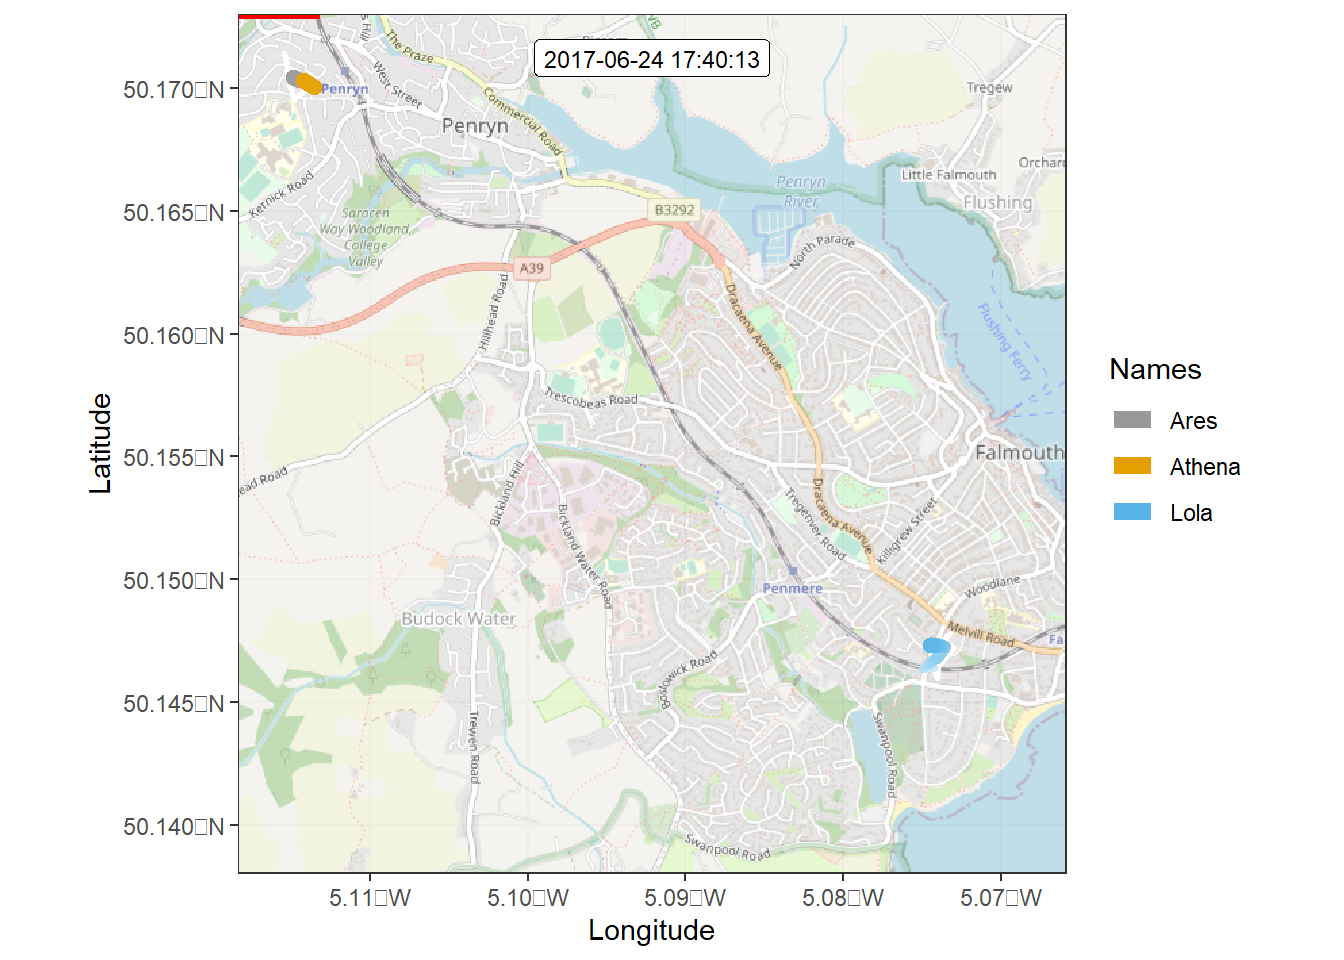 2017-06-24 17:40:13
The Praze
West Street
Penryn
Commercial Road
Penryn
Tregew
Orchar
Little Falmouth
Flushing
Penryn
River
Kernick Road
Saracen
Way Woodland,
College
Valley
B3292
North Parade
A39
Hillhead Road
Dracaena Avenue
Flushing Ferry
Trescobeas Road
Falmouth
ead Road
Bickland Hill
Bickland Water Road
Tregenver Road
Dracaena Avenue
Killigrew Street
Penmere
Woodlane
Budock Water
Melvill Road
Fa
Boslowick Road
Trewen Road
Swanpool Road
Swanpool Road
50.170□N
50.165□N
50.160□N
50.155□N
50.150□N
50.145□N
50.140□N
Latitude
5.11□W
5.10□W
5.09□W
5.08□W
5.07□W
Longitude
Names
Ares
Athena
Lola